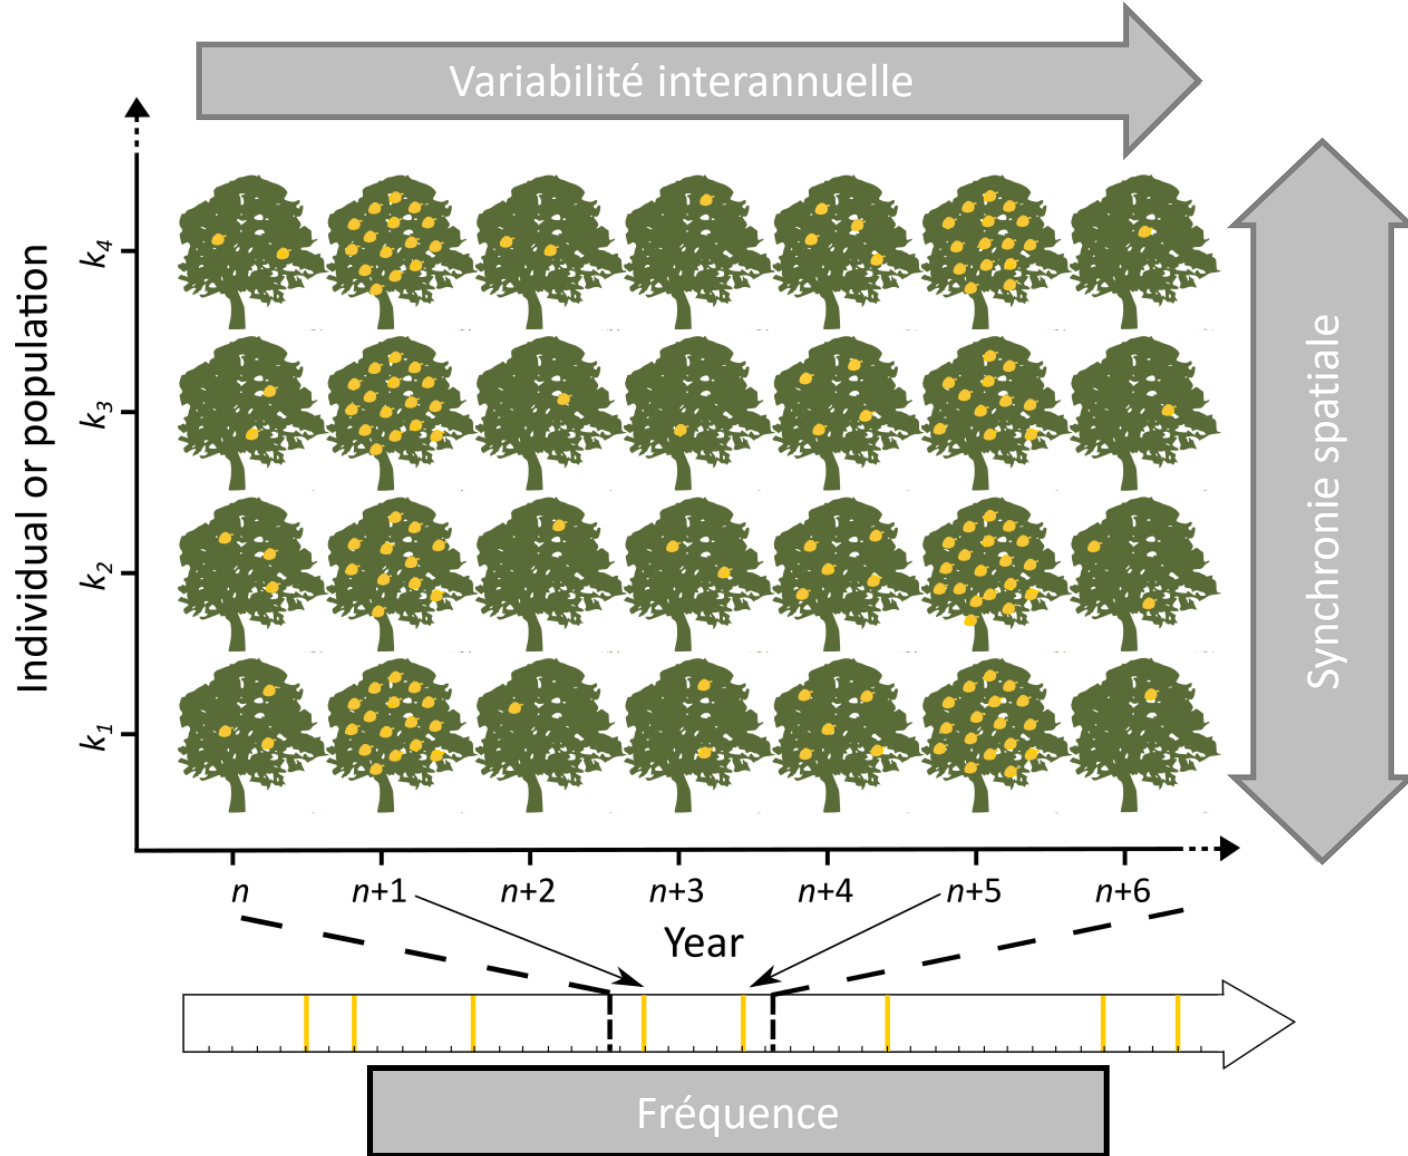 Variabilité interannuelle
Individual or population
k4
k3
k2
k1
Synchronie spatiale
n
n+1
n+2
n+3
n+4
n+5
n+6
Year
Fréquence